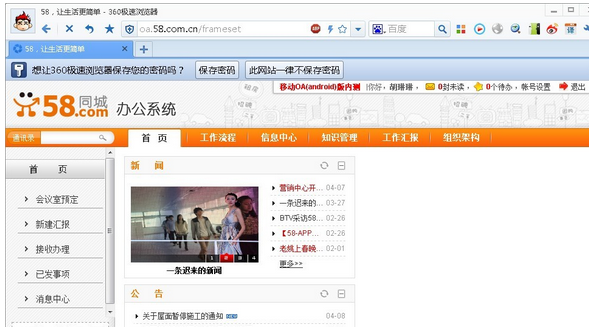 58，让生活更简单 - 360极速浏览器
oa.58.com.cn/frameset
百度
58，让生活更简单
想让360极速浏览器保存您的密码吗？ 保存密码 此网站一律不保存密码
移动OA(android)版内测 你好，胡珊珊， 0封未读， 0个待办，帐号设置 退出
58同城 .com 办公系统
通讯录 首 页 工作流程 信息中心 知识管理 工作汇报 组织架构
首 页
会议室预定
新建汇报
接收办理
已发事项
消息中心
新 闻
1 2 3 4
一条迟来的新闻
营销中心开... 04-07
一条迟来的... 03-27
BTV采访58... 02-26
【58-APP... 02-26
老姚上春晚... 02-01
更多>>
公 告
关于屋面暂停施工的通知 NEW 04-08